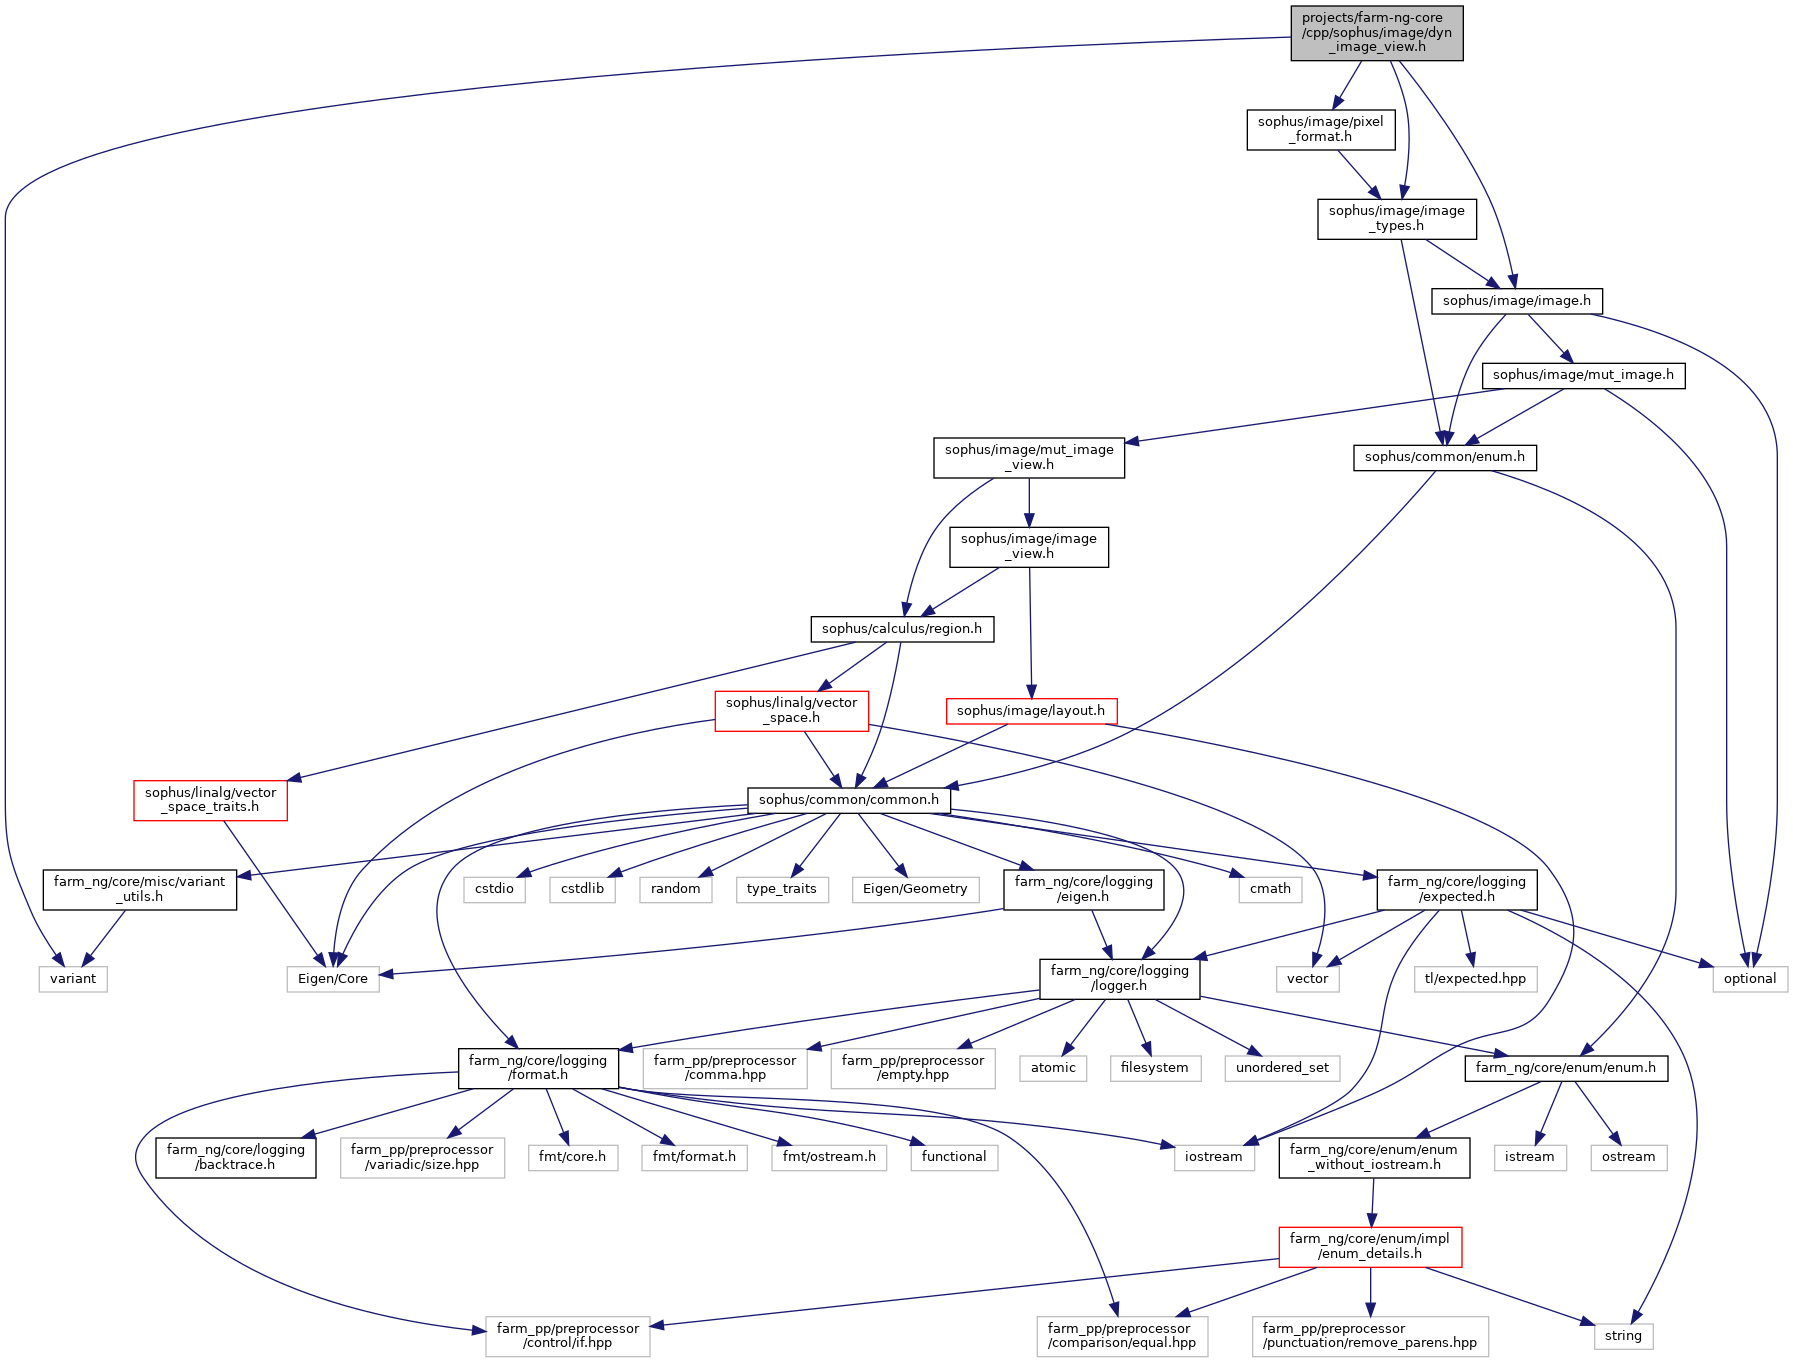 projects/farm-ng-core
/cpp/sophus/image/dyn
_image_view.h
sophus/image/pixel
_format.h
sophus/image/image
_types.h
sophus/image/image.h
sophus/image/mut_image.h
sophus/image/mut_image
_view.h
sophus/common/enum.h
sophus/image/image
_view.h
sophus/calculus/region.h
sophus/linalg/vector
_space.h
sophus/image/layout.h
sophus/linalg/vector
_space_traits.h
sophus/common/common.h
farm_ng/core/misc/variant
_utils.h
cstdio
cstdlib
random
type_traits
Eigen/Geometry
farm_ng/core/logging
/eigen.h
cmath
farm_ng/core/logging
/expected.h
variant
Eigen/Core
farm_ng/core/logging
/logger.h
vector
tl/expected.hpp
optional
farm_ng/core/logging
/format.h
farm_pp/preprocessor
/comma.hpp
farm_pp/preprocessor
/empty.hpp
atomic
filesystem
unordered_set
farm_ng/core/enum/enum.h
farm_ng/core/logging
/backtrace.h
farm_pp/preprocessor
/variadic/size.hpp
fmt/core.h
fmt/format.h
fmt/ostream.h
functional
iostream
farm_ng/core/enum/enum
_without_iostream.h
istream
ostream
farm_ng/core/enum/impl
/enum_details.h
farm_pp/preprocessor
/control/if.hpp
farm_pp/preprocessor
/comparison/equal.hpp
farm_pp/preprocessor
/punctuation/remove_parens.hpp
string